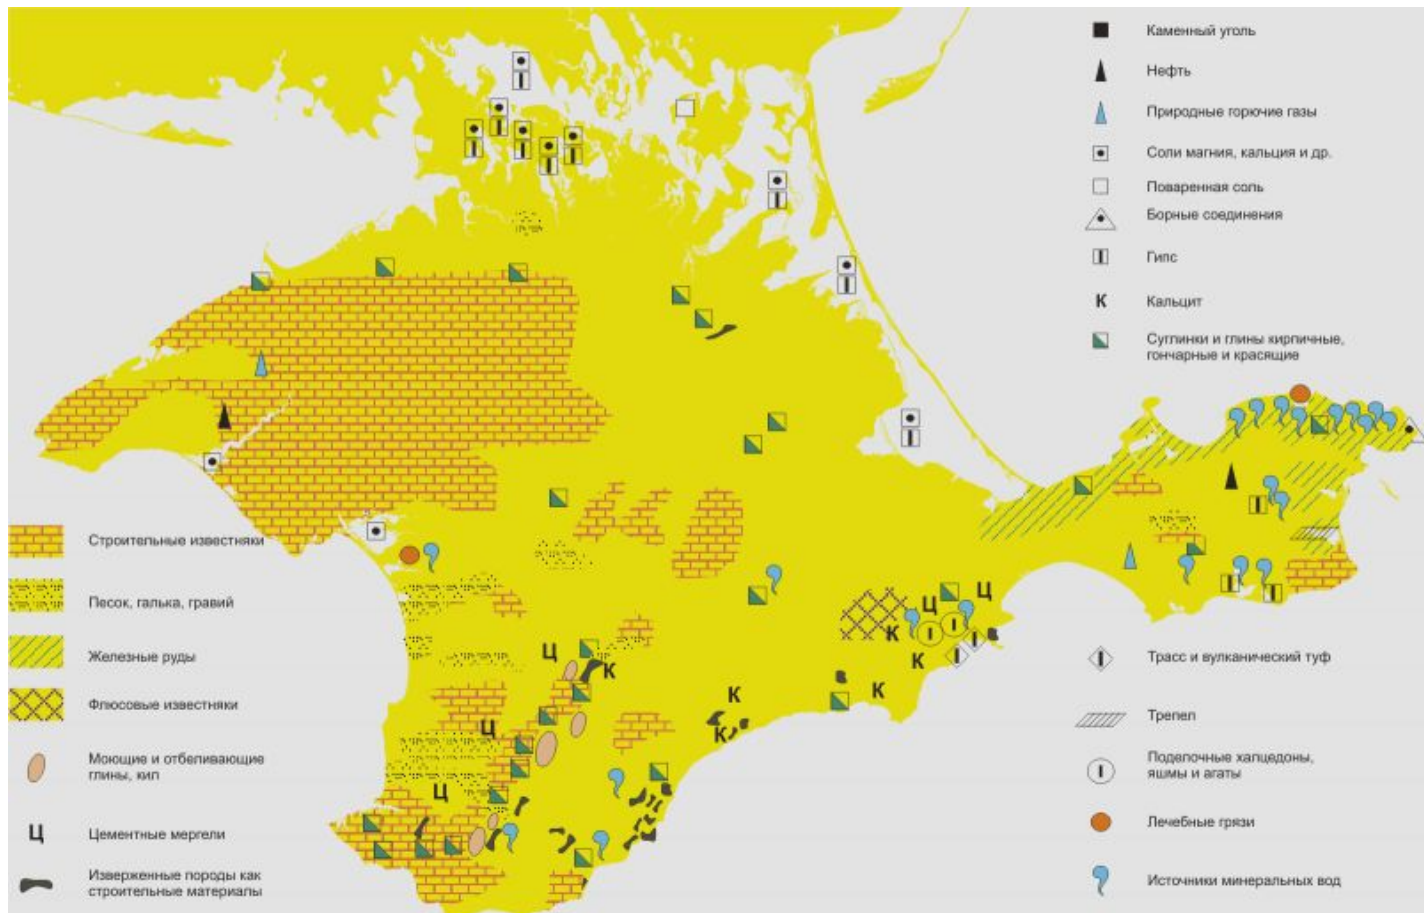 Каменный уголь
Нефть
Природные горючие газы
Соли магния, кальция и др.
Поваренная соль
Борные соединения
Гипс
К Кальцит
Суглинки и глины кирпичные,
гончарные и красящие
Строительные известняки
Песок, галька, гравий
Железные руды
Флюсовые известняки
Моющие и отбеливающие
глины, кил
Ц Цементные мергели
Изверженные породы как
строительные материалы
Ц
Ц
Ц
К
К
К
Ц
Ц
К
К
К
Трасс и вулканический туф
Трепел
Поделочные халцедоны,
яшмы и агаты
Лечебные грязи
Источники минеральных вод